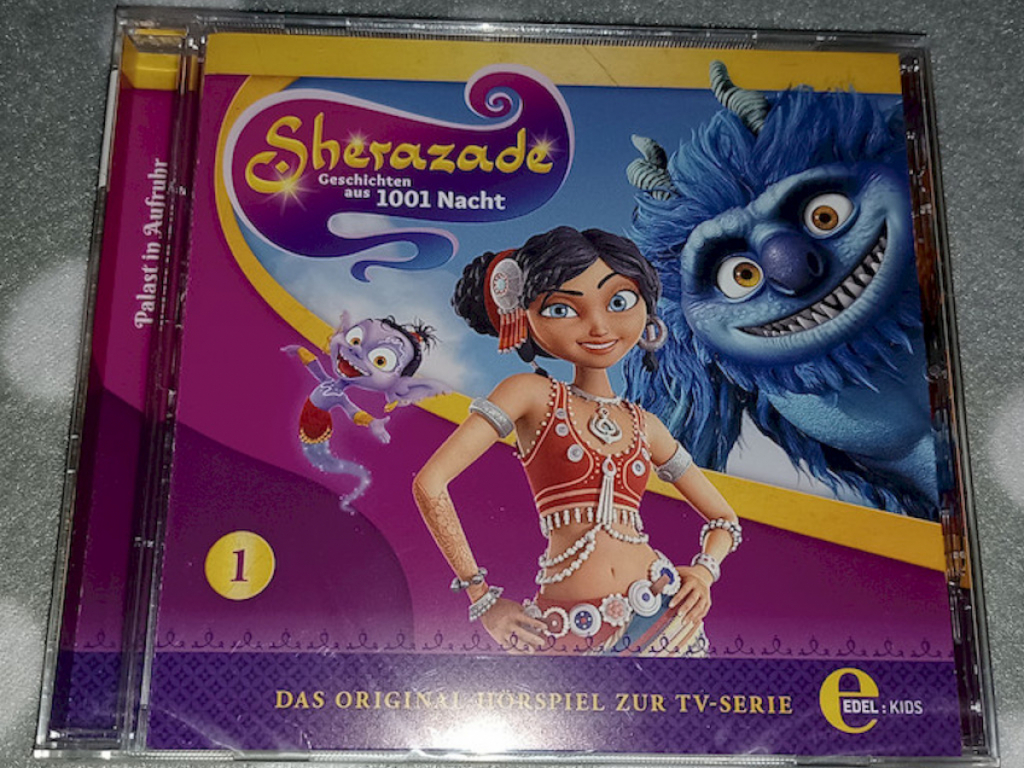 Palast in Aufruhr
Sherazade
Geschichten
aus 1001 Nacht
1
DAS ORIGINAL-HÖRSPIEL ZUR TV-SERIE
e
EDEL:KIDS